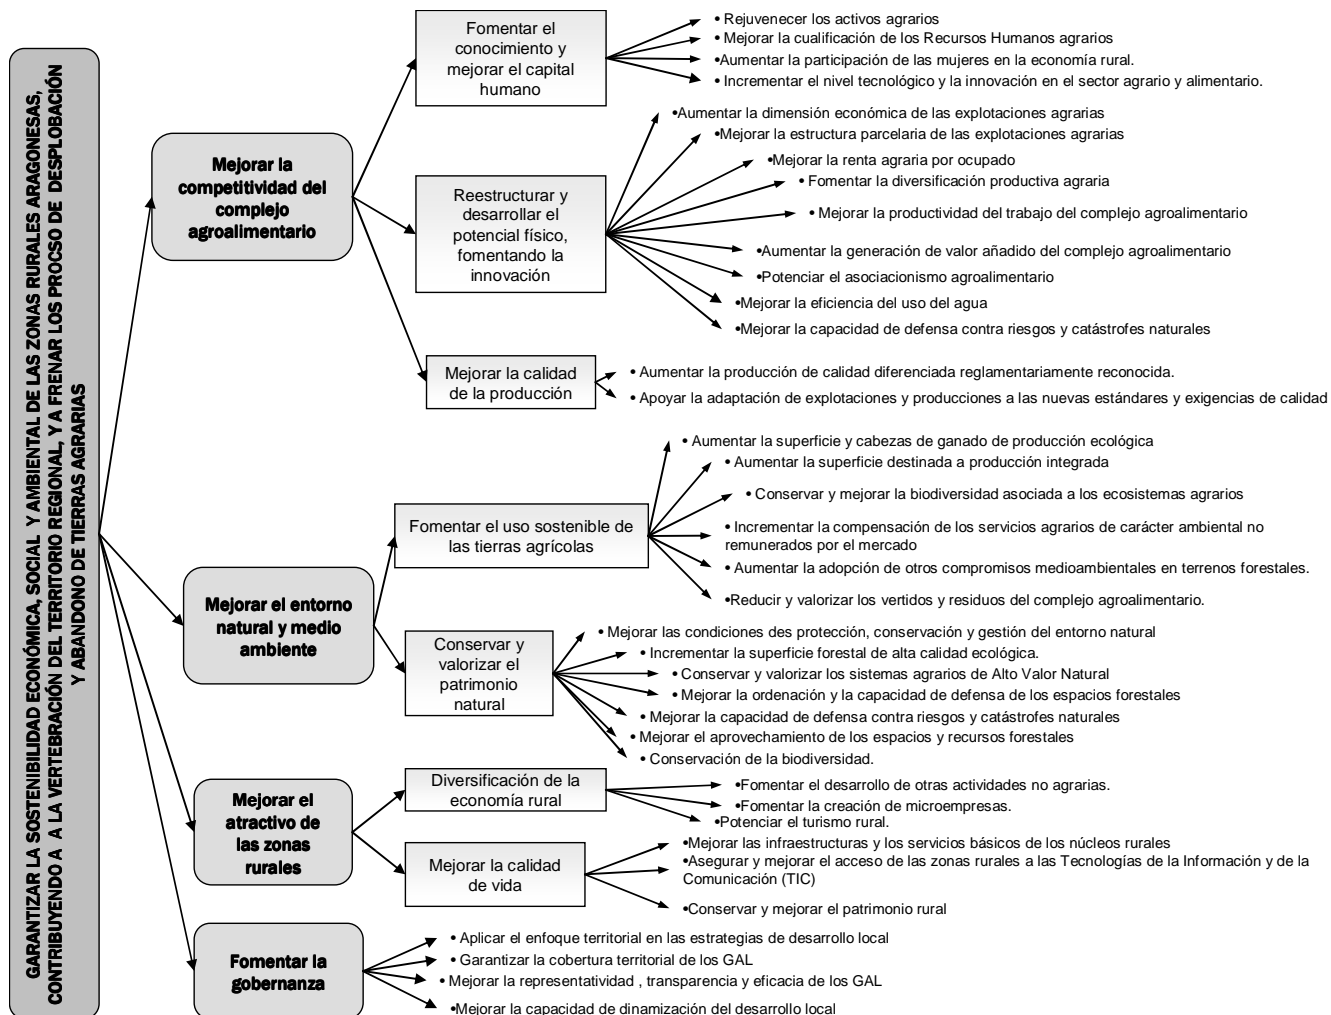 GARANTIZAR LA SOSTENIBILIDAD ECONÓMICA, SOCIAL Y AMBIENTAL DE LAS ZONAS RURALES ARAGONESAS,
CONTRIBUYENDO A A LA VERTEBRACIÓN DEL TERRITORIO REGIONAL, Y A FRENAR LOS PROCSO DE DESPLOBACIÓN
Y ABANDONO DE TIERRAS AGRARIAS
Mejorar la
competitividad del
complejo
agroalimentario
Fomentar el
conocimiento y
mejorar el capital
humano
• Rejuvenecer los activos agrarios
• Mejorar la cualificación de los Recursos Humanos agrarios
•Aumentar la participación de las mujeres en la economía rural.
• Incrementar el nivel tecnológico y la innovación en el sector agrario y alimentario.
Reestructurar y
desarrollar el
potencial físico,
fomentando la
innovación
•Aumentar la dimensión económica de las explotaciones agrarias
•Mejorar la estructura parcelaria de las explotaciones agrarias
•Mejorar la renta agraria por ocupado
• Fomentar la diversificación productiva agraria
• Mejorar la productividad del trabajo del complejo agroalimentario
•Aumentar la generación de valor añadido del complejo agroalimentario
•Potenciar el asociacionismo agroalimentario
•Mejorar la eficiencia del uso del agua
•Mejorar la capacidad de defensa contra riesgos y catástrofes naturales
Mejorar la calidad
de la producción
• Aumentar la producción de calidad diferenciada reglamentariamente reconocida.
• Apoyar la adaptación de explotaciones y producciones a las nuevas estándares y exigencias de calidad
Mejorar el entorno
natural y medio
ambiente
Fomentar el uso sostenible de
las tierras agrícolas
• Aumentar la superficie y cabezas de ganado de producción ecológica
• Aumentar la superficie destinada a producción integrada
• Conservar y mejorar la biodiversidad asociada a los ecosistemas agrarios
• Incrementar la compensación de los servicios agrarios de carácter ambiental no
remunerados por el mercado
• Aumentar la adopción de otros compromisos medioambientales en terrenos forestales.
•Reducir y valorizar los vertidos y residuos del complejo agroalimentario.
Conservar y
valorizar el
patrimonio
natural
• Mejorar las condiciones des protección, conservación y gestión del entorno natural
• Incrementar la superficie forestal de alta calidad ecológica.
• Conservar y valorizar los sistemas agrarios de Alto Valor Natural
• Mejorar la ordenación y la capacidad de defensa de los espacios forestales
• Mejorar la capacidad de defensa contra riesgos y catástrofes naturales
• Mejorar el aprovechamiento de los espacios y recursos forestales
• Conservación de la biodiversidad.
Mejorar el
atractivo de
las zonas
rurales
Diversificación de la
economía rural
•Fomentar el desarrollo de otras actividades no agrarias.
•Fomentar la creación de microempresas.
•Potenciar el turismo rural.
Mejorar la calidad
de vida
•Mejorar las infraestructuras y los servicios básicos de los núcleos rurales
•Asegurar y mejorar el acceso de las zonas rurales a las Tecnologías de la Información y de la
Comunicación (TIC)
•Conservar y mejorar el patrimonio rural
Fomentar la
gobernanza
• Aplicar el enfoque territorial en las estrategias de desarrollo local
• Garantizar la cobertura territorial de los GAL
• Mejorar la representatividad , transparencia y eficacia de los GAL
•Mejorar la capacidad de dinamización del desarrollo local